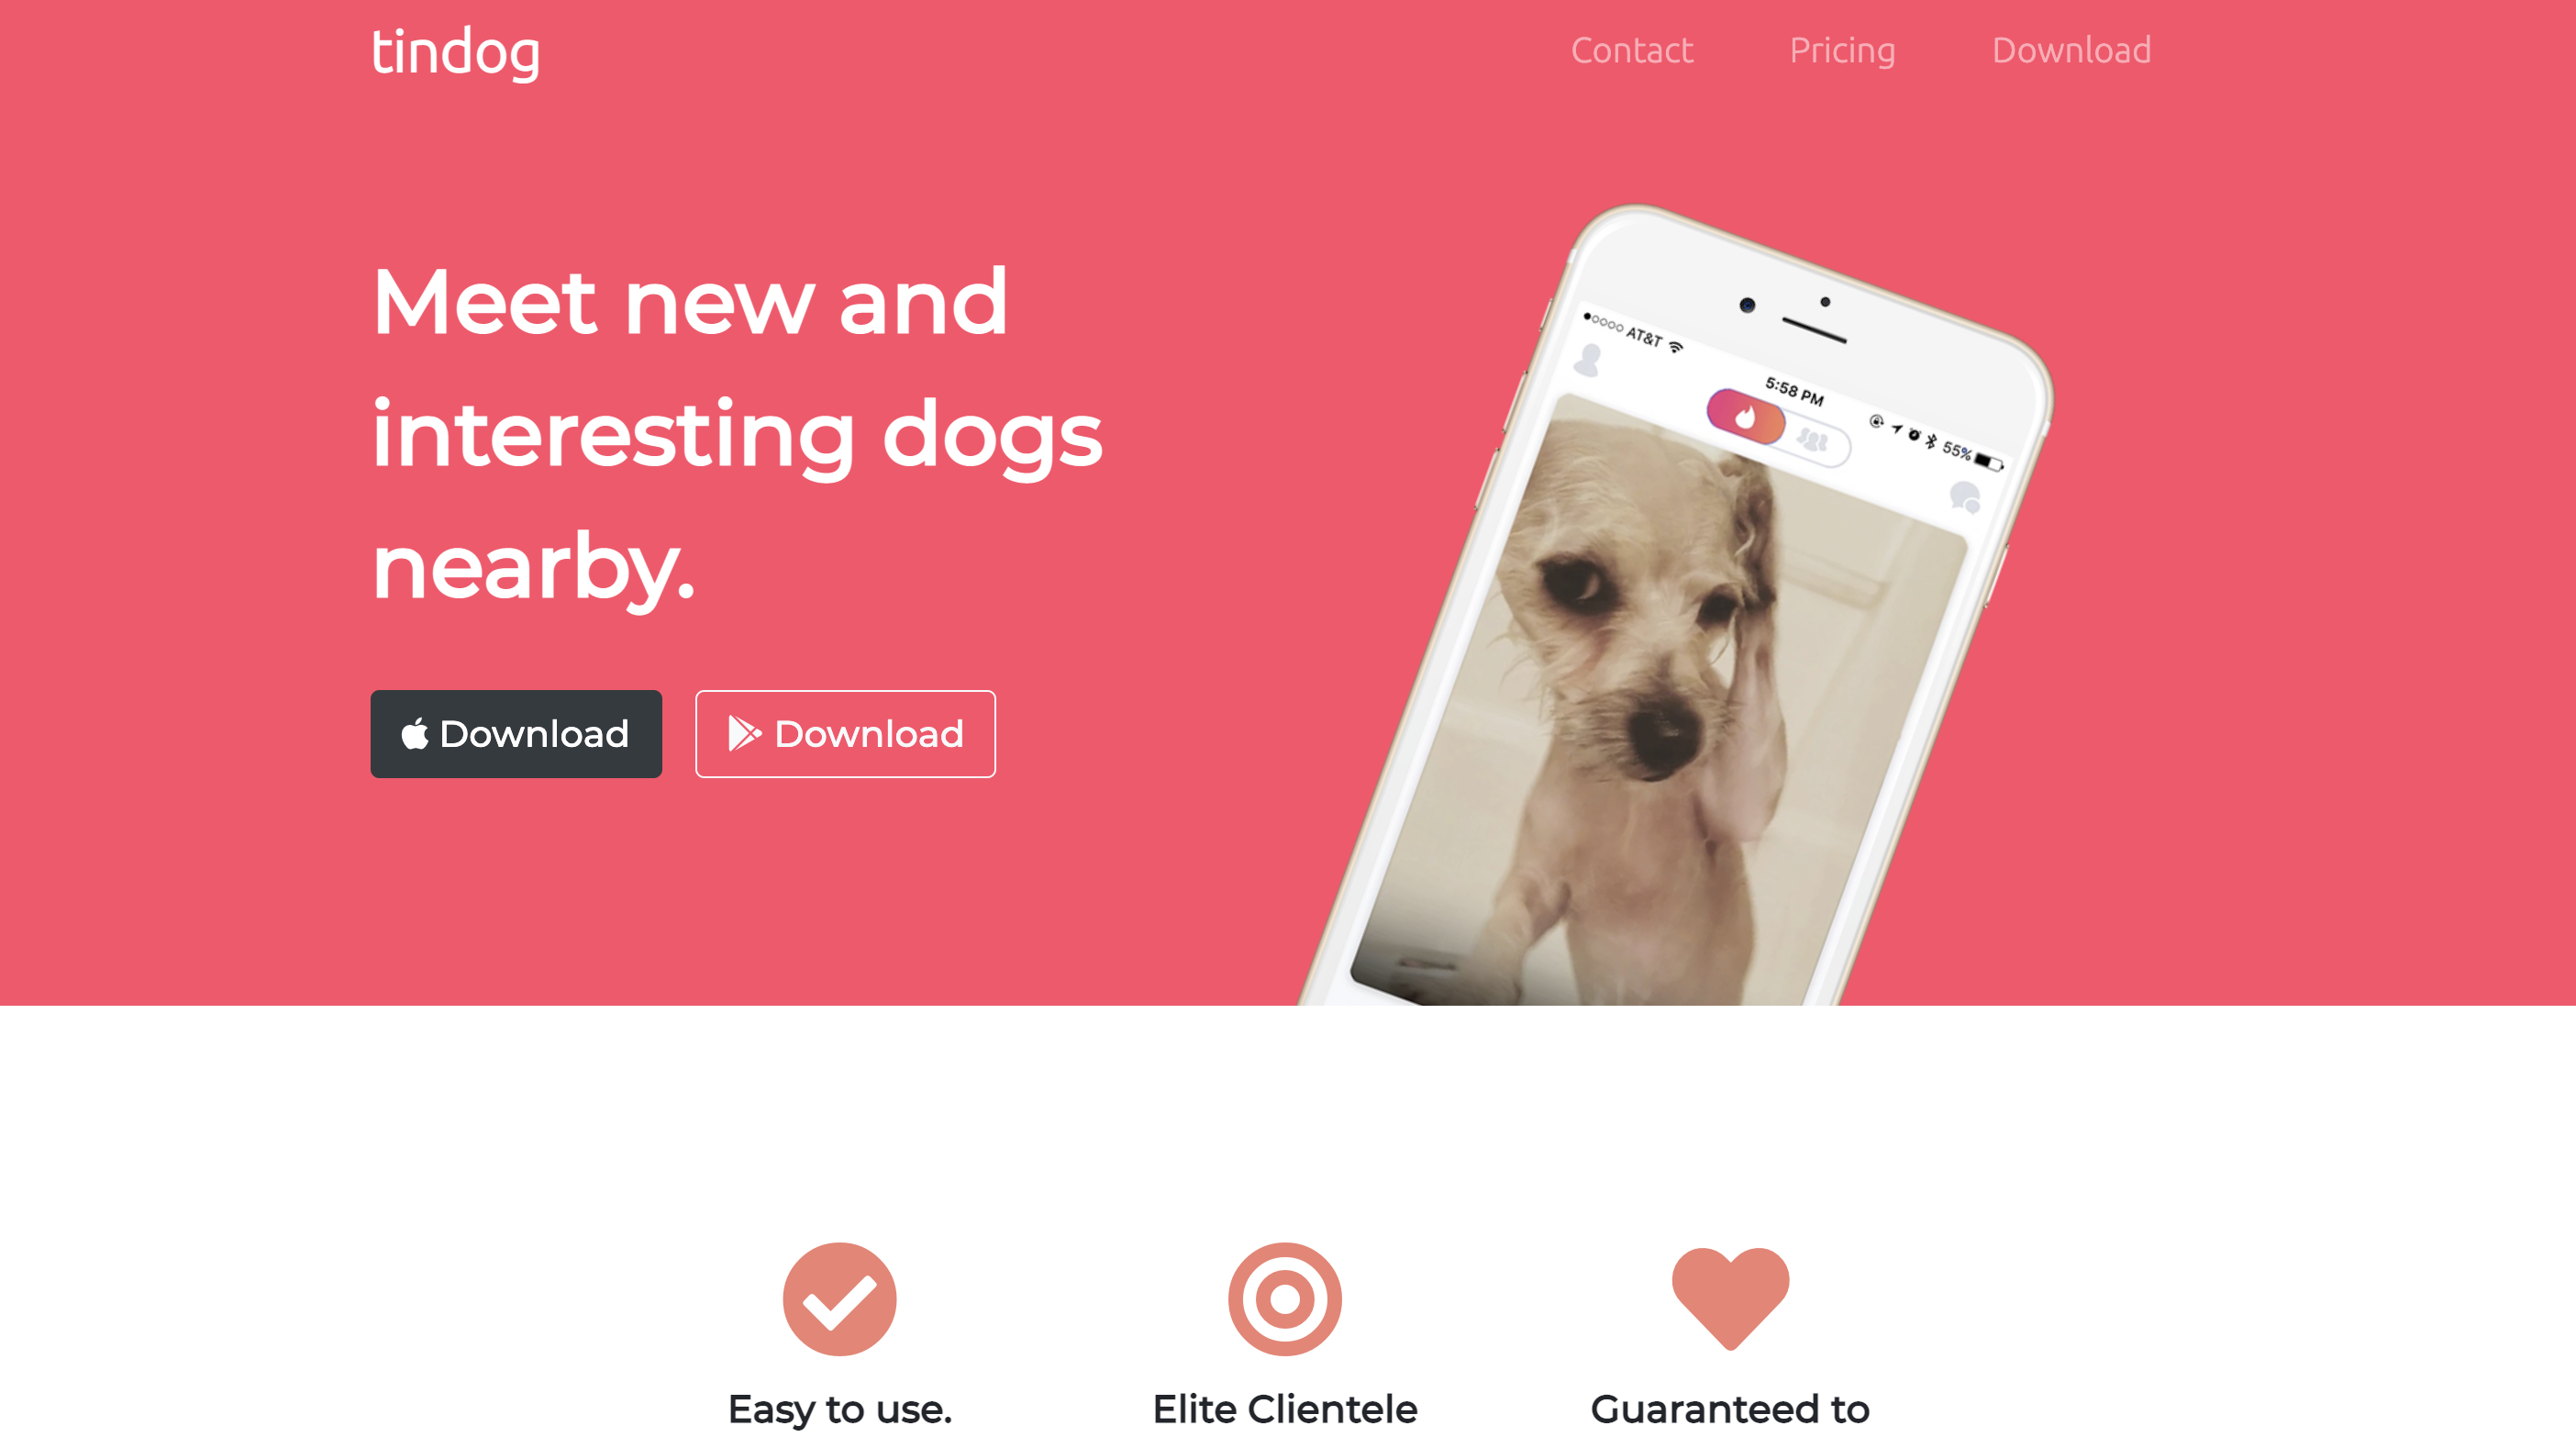 tindog
Contact Pricing Download
Meet new and
interesting dogs
nearby.
Download Download
AT&T
5:58 PM
55%
Easy to use. Elite Clientele Guaranteed to